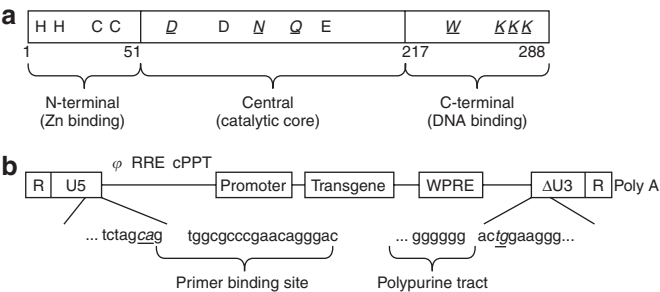 a
H H C C D D N Q E W KKK
1 51 217 288
N-terminal (Zn binding)
Central (catalytic core)
C-terminal (DNA binding)
b
φ RRE cPPT
R U5 Promoter Transgene WPRE ΔU3 R Poly A
... tctagcag tggcgcccgaacagggac ... gggggg actggaaggg...
Primer binding site Polypurine tract